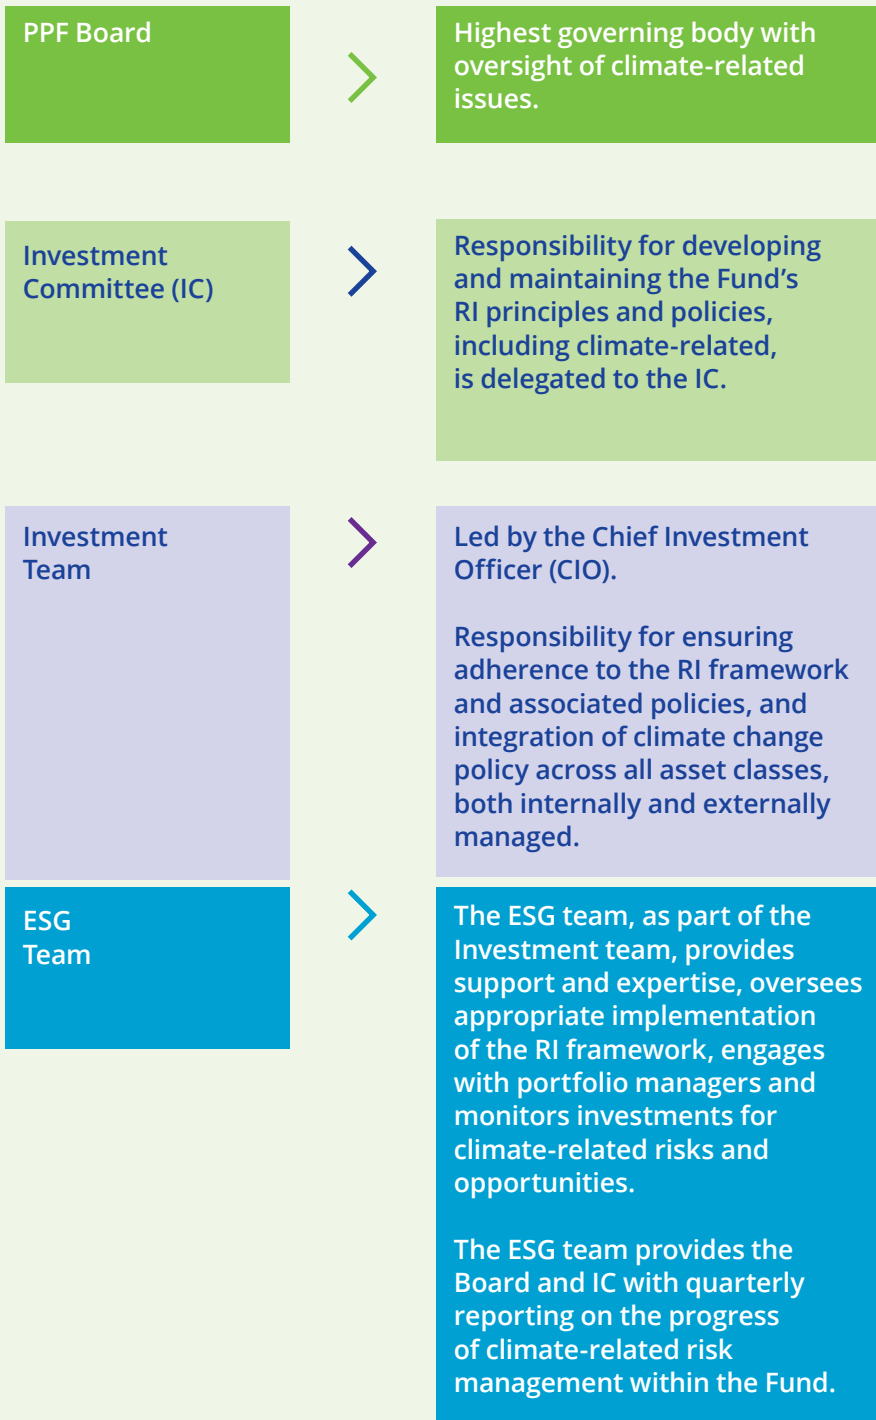 PPF Board
Highest governing body with
oversight of climate-related
issues.
Investment
Committee (IC)
Responsibility for developing
and maintaining the Fund’s
RI principles and policies,
including climate-related,
is delegated to the IC.
Investment
Team
Led by the Chief Investment
Officer (CIO).
Responsibility for ensuring
adherence to the RI framework
and associated policies, and
integration of climate change
policy across all asset classes,
both internally and externally
managed.
ESG
Team
The ESG team, as part of the
Investment team, provides
support and expertise, oversees
appropriate implementation
of the RI framework, engages
with portfolio managers and
monitors investments for
climate-related risks and
opportunities.
The ESG team provides the
Board and IC with quarterly
reporting on the progress
of climate-related risk
management within the Fund.